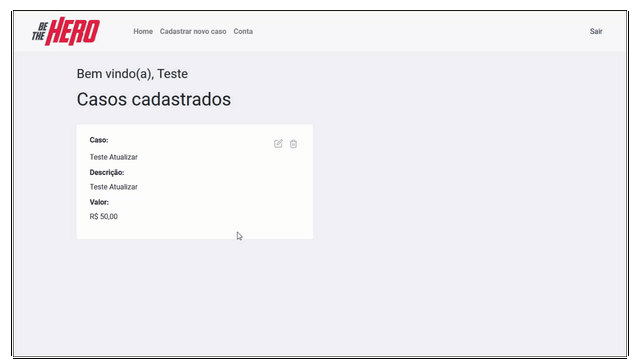 BE THE HERO
Home Cadastrar novo caso Conta Sair
Bem vindo(a), Teste
Casos cadastrados
Caso:
Teste Atualizar
Descrição:
Teste Atualizar
Valor:
R$ 50,00